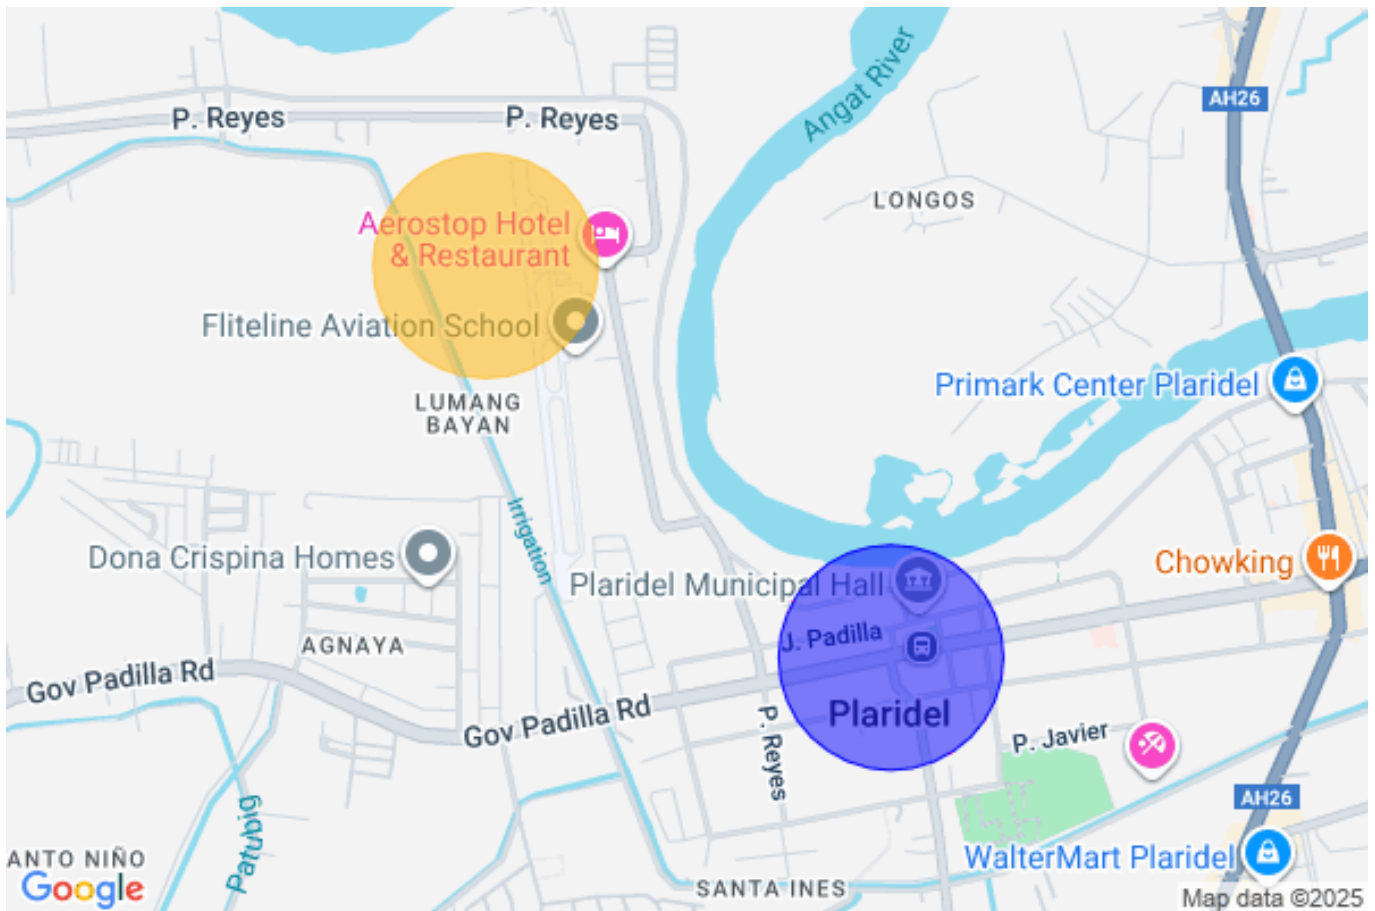 AH26
P. Reyes
P. Reyes
Angat River
LONGOS
Aerostop Hotel
& Restaurant
Fliteline Aviation School
Primark Center Plaridel
LUMANG
BAYAN
Irrigation
Dona Crispina Homes
Chowking
Plaridel Municipal Hall
J. Padilla
AGNAYA
Gov Padilla Rd
Gov Padilla Rd
Plaridel
P. Reyes
P. Javier
AH26
Patubig
ANTO NIÑO
WalterMart Plaridel
Google
SANTA INES
Map data ©2025